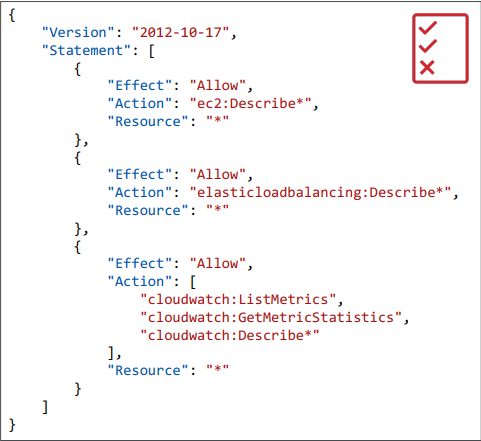 {
    "Version": "2012-10-17",
    "Statement": [
        {
            "Effect": "Allow",
            "Action": "ec2:Describe*",
            "Resource": "*"
        },
        {
            "Effect": "Allow",
            "Action": "elasticloadbalancing:Describe*",
            "Resource": "*"
        },
        {
            "Effect": "Allow",
            "Action": [
                "cloudwatch:ListMetrics",
                "cloudwatch:GetMetricStatistics",
                "cloudwatch:Describe*"
            ],
            "Resource": "*"
        }
    ]
}